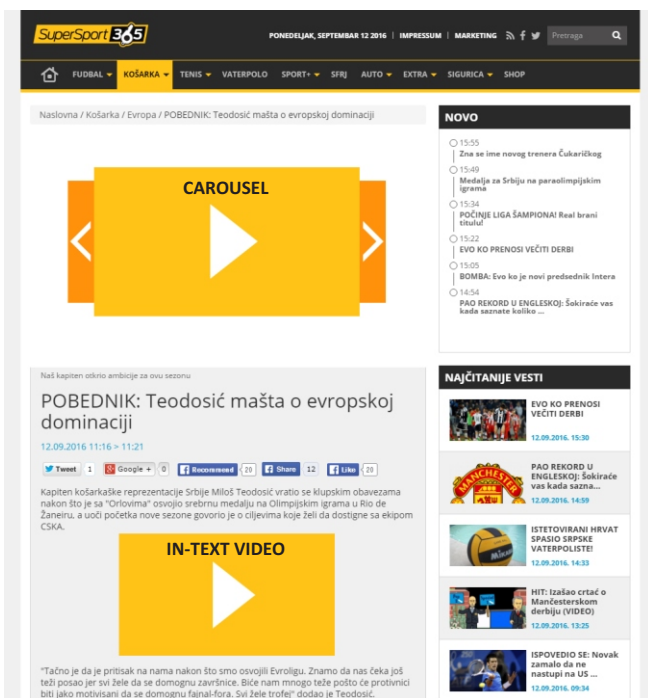 SuperSport 365
PONEDELJAK, SEPTEMBAR 12 2016 | IMPRESSUM | MARKETING
Pretraga
FUDBAL KOŠARKA TENIS VATERPOLO SPORT+ SFRJ AUTO EXTRA SIGURICA SHOP
Naslovna / Košarka / Evropa / POBEDNIK: Teodosić mašta o evropskoj dominaciji
CAROUSEL
NOVO
15:55
Zna se ime novog trenera Čukaričkog
15:49
Medalja za Srbiju na paraolimpijskim
igrama
15:34
POČINJE LIGA ŠAMPIONA! Real brani
titulu!
15:22
EVO KO PRENOSI VEČITI DERBI
15:05
BOMBA: Evo ko je novi predsednik Intera
14:54
PAO REKORD U ENGLESKOJ: Šokiraće vas
kada saznate koliko ...
Naš kapiten otkrio ambicije za ovu sezonu
POBEDNIK: Teodosić mašta o evropskoj
dominaciji
12.09.2016 11:16 > 11:21
Tweet 1 Google + 0 Recommend 20 Share 12 Like 20
Kapiten košarkaške reprezentacije Srbije Miloš Teodosić vratio se klupskim obavezama
nakon što je sa "Orlovima" osvojio srebrnu medalju na Olimpijskim igrama u Rio de
Žaneiru, a uoči početka nove sezone govorio je o ciljevima koje želi da dostigne sa ekipom
CSKA.
IN-TEXT VIDEO
"Tačno je da je pritisak na nama nakon što smo osvojili Evroligu. Znamo da nas čeka još
teži posao jer svi žele da se domognu završnice. Biće nam mnogo teže pošto će protivnici
biti jako motivisani da se domognu fajnal-fora. Svi žele trofej" dodao je Teodosić.
NAJČITANIJE VESTI
EVO KO PRENOSI
VEČITI DERBI
12.09.2016. 15:30
MANCHESTER
PAO REKORD U
ENGLESKOJ: Šokiraće
vas kada sazna...
12.09.2016. 14:59
MIKASA
ISTETOVIRANI HRVAT
SPASIO SRPSKE
VATERPOLISTE!
12.09.2016. 14:33
HIT: Izašao crtać o
Mančesterskom
derbiju (VIDEO)
12.09.2016. 13:25
ISPOVEDIO SE: Novak
zamalo da ne
nastupi na US ...
12.09.2016. 09:34